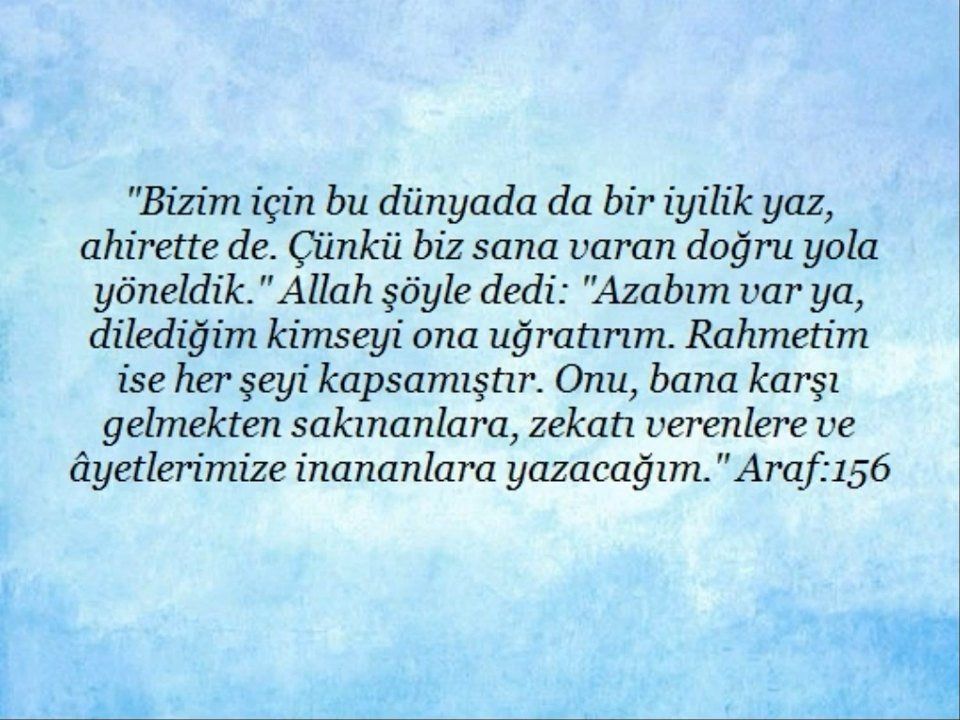 "Bizim için bu dünyada da bir iyilik yaz,
ahirette de. Çünkü biz sana varan doğru yola
yöneldik." Allah şöyle dedi: "Azabım var ya,
dilediğim kimseyi ona uğratırım. Rahmetim
ise her şeyi kapsamıştır. Onu, bana karşı
gelmekten sakınanlara, zekatı verenlere ve
âyetlerimize inananlara yazacağım." Araf:156